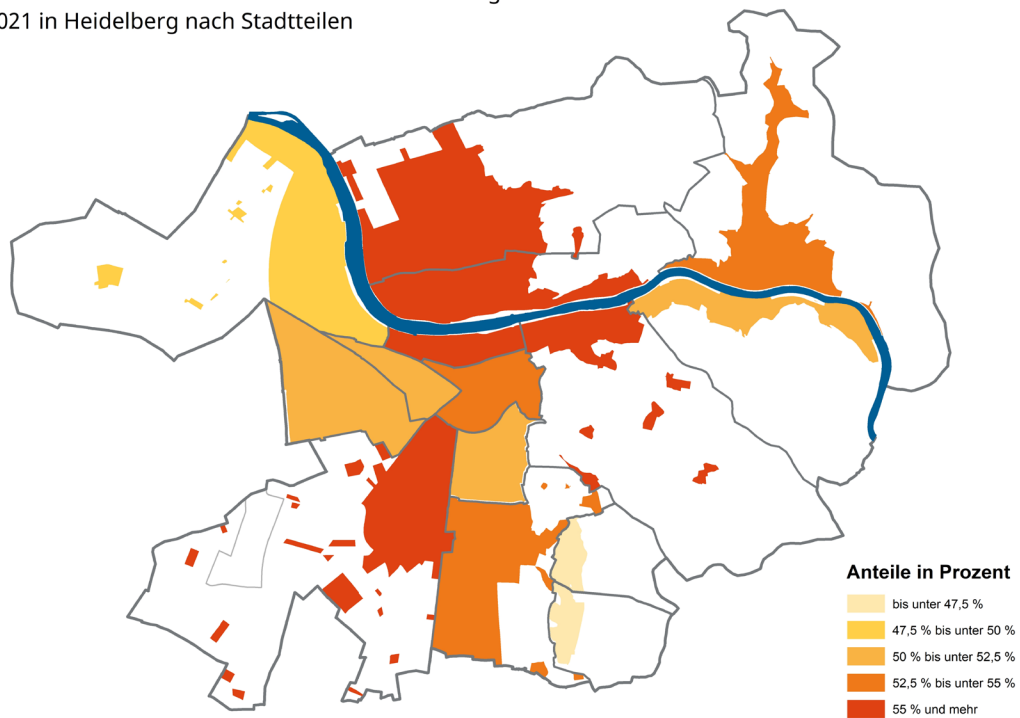 021 in Heidelberg nach Stadtteilen
Anteile in Prozent
bis unter 47,5 %
47,5 % bis unter 50 %
50 % bis unter 52,5 %
52,5 % bis unter 55 %
55 % und mehr